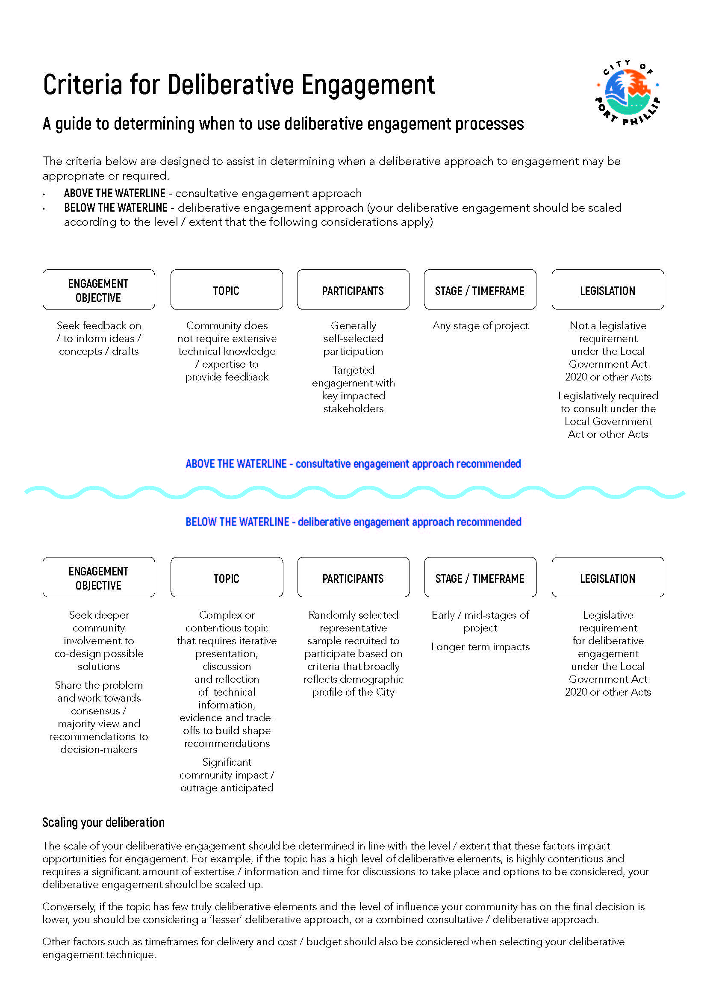 CITY OF
PORT PHILLIP
Criteria for Deliberative Engagement
A guide to determining when to use deliberative engagement processes
The criteria below are designed to assist in determining when a deliberative approach to engagement may be
appropriate or required.
• ABOVE THE WATERLINE - consultative engagement approach
• BELOW THE WATERLINE - deliberative engagement approach (your deliberative engagement should be scaled
according to the level / extent that the following considerations apply)
ENGAGEMENT
OBJECTIVE
Seek feedback on
/ to inform ideas /
concepts / drafts
TOPIC
Community does
not require extensive
technical knowledge
/ expertise to
provide feedback
PARTICIPANTS
Generally
self-selected
participation
Targeted
engagement with
key impacted
stakeholders
STAGE / TIMEFRAME
Any stage of project
LEGISLATION
Not a legislative
requirement
under the Local
Government Act
2020 or other Acts
Legislatively required
to consult under the
Local Government
Act or other Acts
ABOVE THE WATERLINE - consultative engagement approach recommended
BELOW THE WATERLINE - deliberative engagement approach recommended
ENGAGEMENT
OBJECTIVE
Seek deeper
community
involvement to
co-design possible
solutions
Share the problem
and work towards
consensus /
majority view and
recommendations to
decision-makers
TOPIC
Complex or
contentious topic
that requires iterative
presentation,
discussion
and reflection
of technical
information,
evidence and trade-
offs to build shape
recommendations
Significant
community impact /
outrage anticipated
PARTICIPANTS
Randomly selected
representative
sample recruited to
participate based on
criteria that broadly
reflects demographic
profile of the City
STAGE / TIMEFRAME
Early / mid-stages of
project
Longer-term impacts
LEGISLATION
Legislative
requirement
for deliberative
engagement
under the Local
Government Act
2020 or other Acts
Scaling your deliberation
The scale of your deliberative engagement should be determined in line with the level / extent that these factors impact
opportunities for engagement. For example, if the topic has a high level of deliberative elements, is highly contentious and
requires a significant amount of extertise / information and time for discussions to take place and options to be considered, your
deliberative engagement should be scaled up.
Conversely, if the topic has few truly deliberative elements and the level of influence your community has on the final decision is
lower, you should be considering a ‘lesser’ deliberative approach, or a combined consultative / deliberative approach.
Other factors such as timeframes for delivery and cost / budget should also be considered when selecting your deliberative
engagement technique.